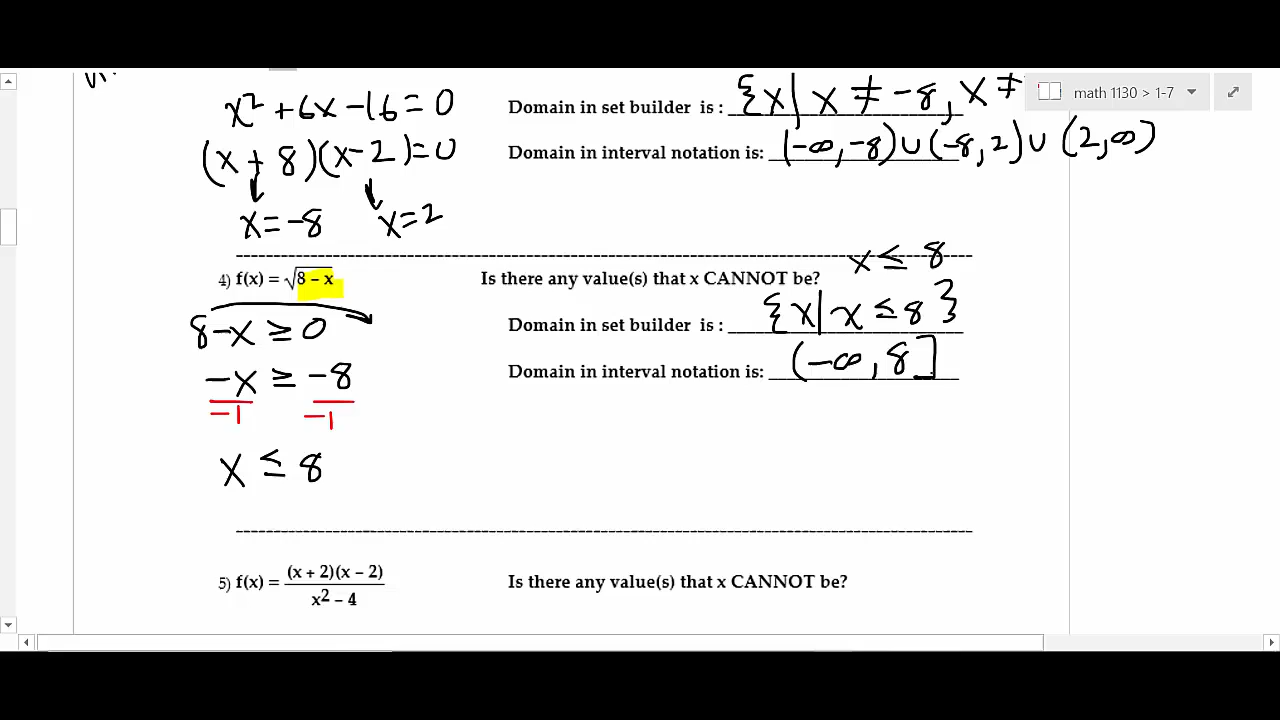 math 1130 > 1-7
x² + 6x - 16 = 0
Domain in set builder is : {x | x ≠ -8, x ≠
(x + 8)(x - 2) = 0
Domain in interval notation is: (-∞, -8) ∪ (-8, 2) ∪ (2, ∞)
x = -8 x = 2
4) f(x) = √8 – x
Is there any value(s) that x CANNOT be? x ≤ 8
8 - x ≥ 0
Domain in set builder is : {x | x ≤ 8}
-x ≥ -8
Domain in interval notation is: (-∞, 8]
-1 -1
x ≤ 8
5) f(x) = (x + 2)(x – 2)
x2 – 4
Is there any value(s) that x CANNOT be?